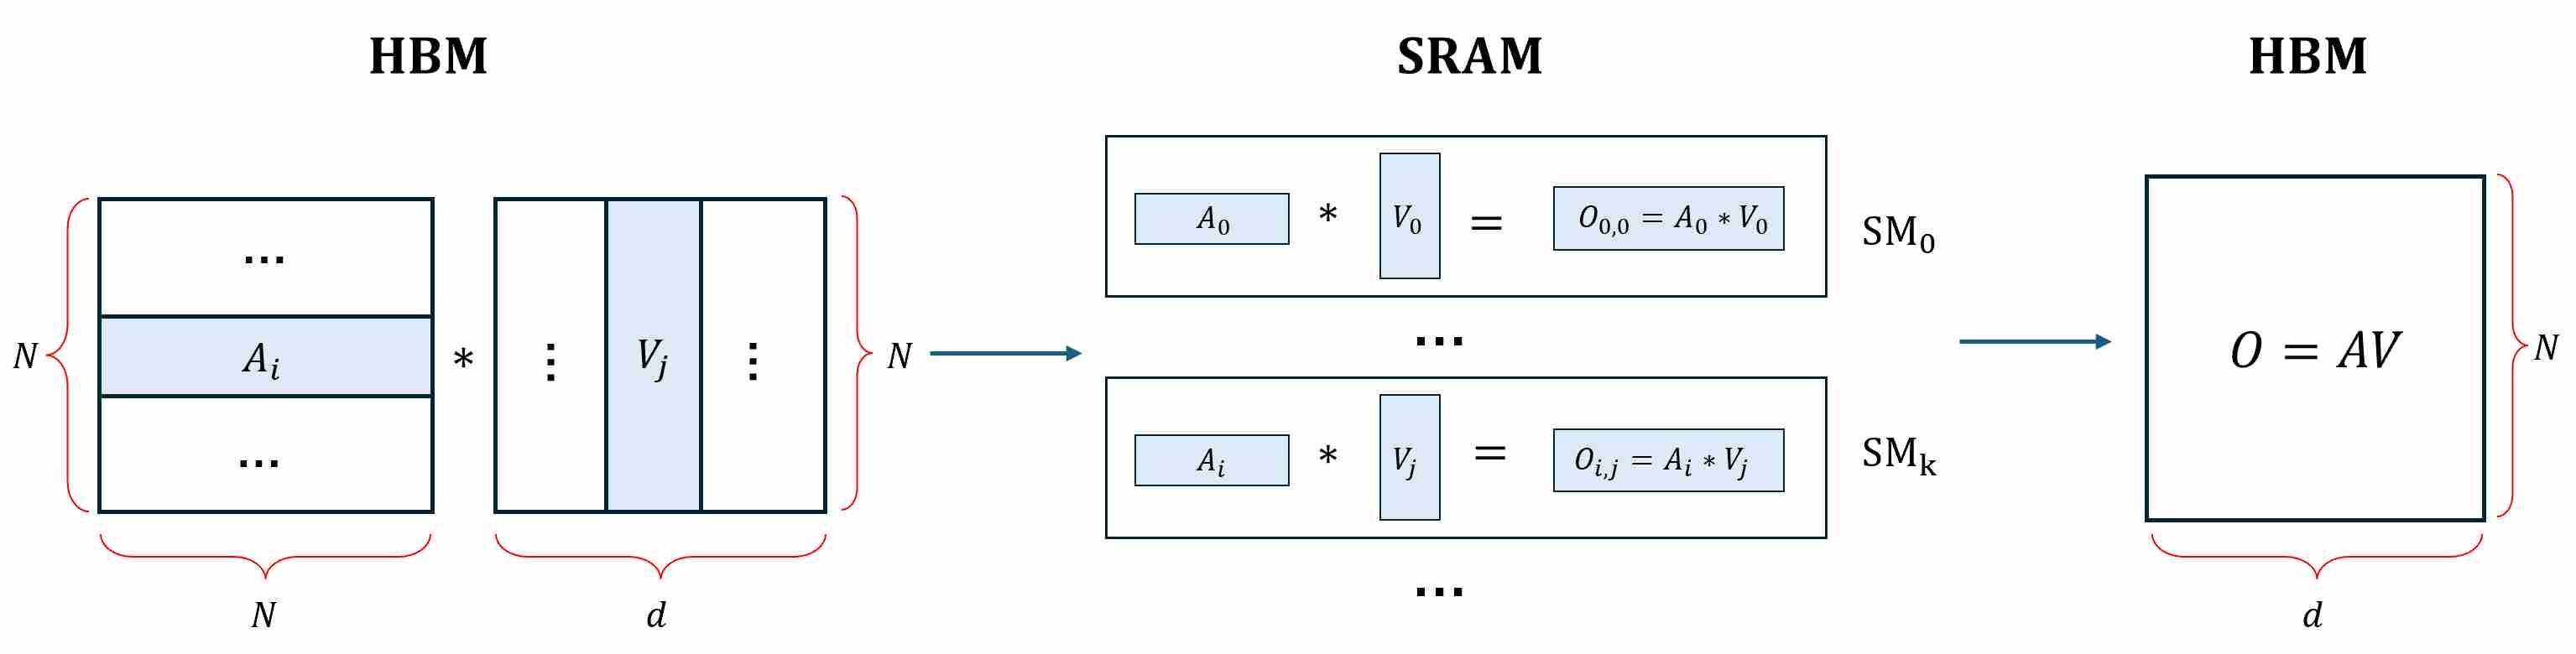 HBM
SRAM
HBM
N
...
A_i
...
N
*
⋮
V_j
⋮
d
N
A_0 * V_0 = O_{0,0} = A_0 * V_0
SM_0
...
A_i * V_j = O_{i,j} = A_i * V_j
SM_k
...
O = AV
N
d